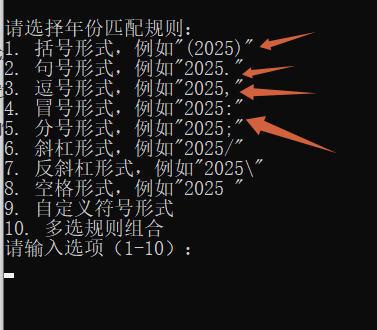 请选择年份匹配规则:
1. 括号形式，例如"(2025)"
2. 句号形式，例如"2025."
3. 逗号形式，例如"2025,"
4. 冒号形式，例如"2025:"
5. 分号形式，例如"2025;"
6. 斜杠形式，例如"2025/"
7. 反斜杠形式，例如"2025\"
8. 空格形式，例如"2025 "
9. 自定义符号形式
10. 多选规则组合
请输入选项（1-10）: